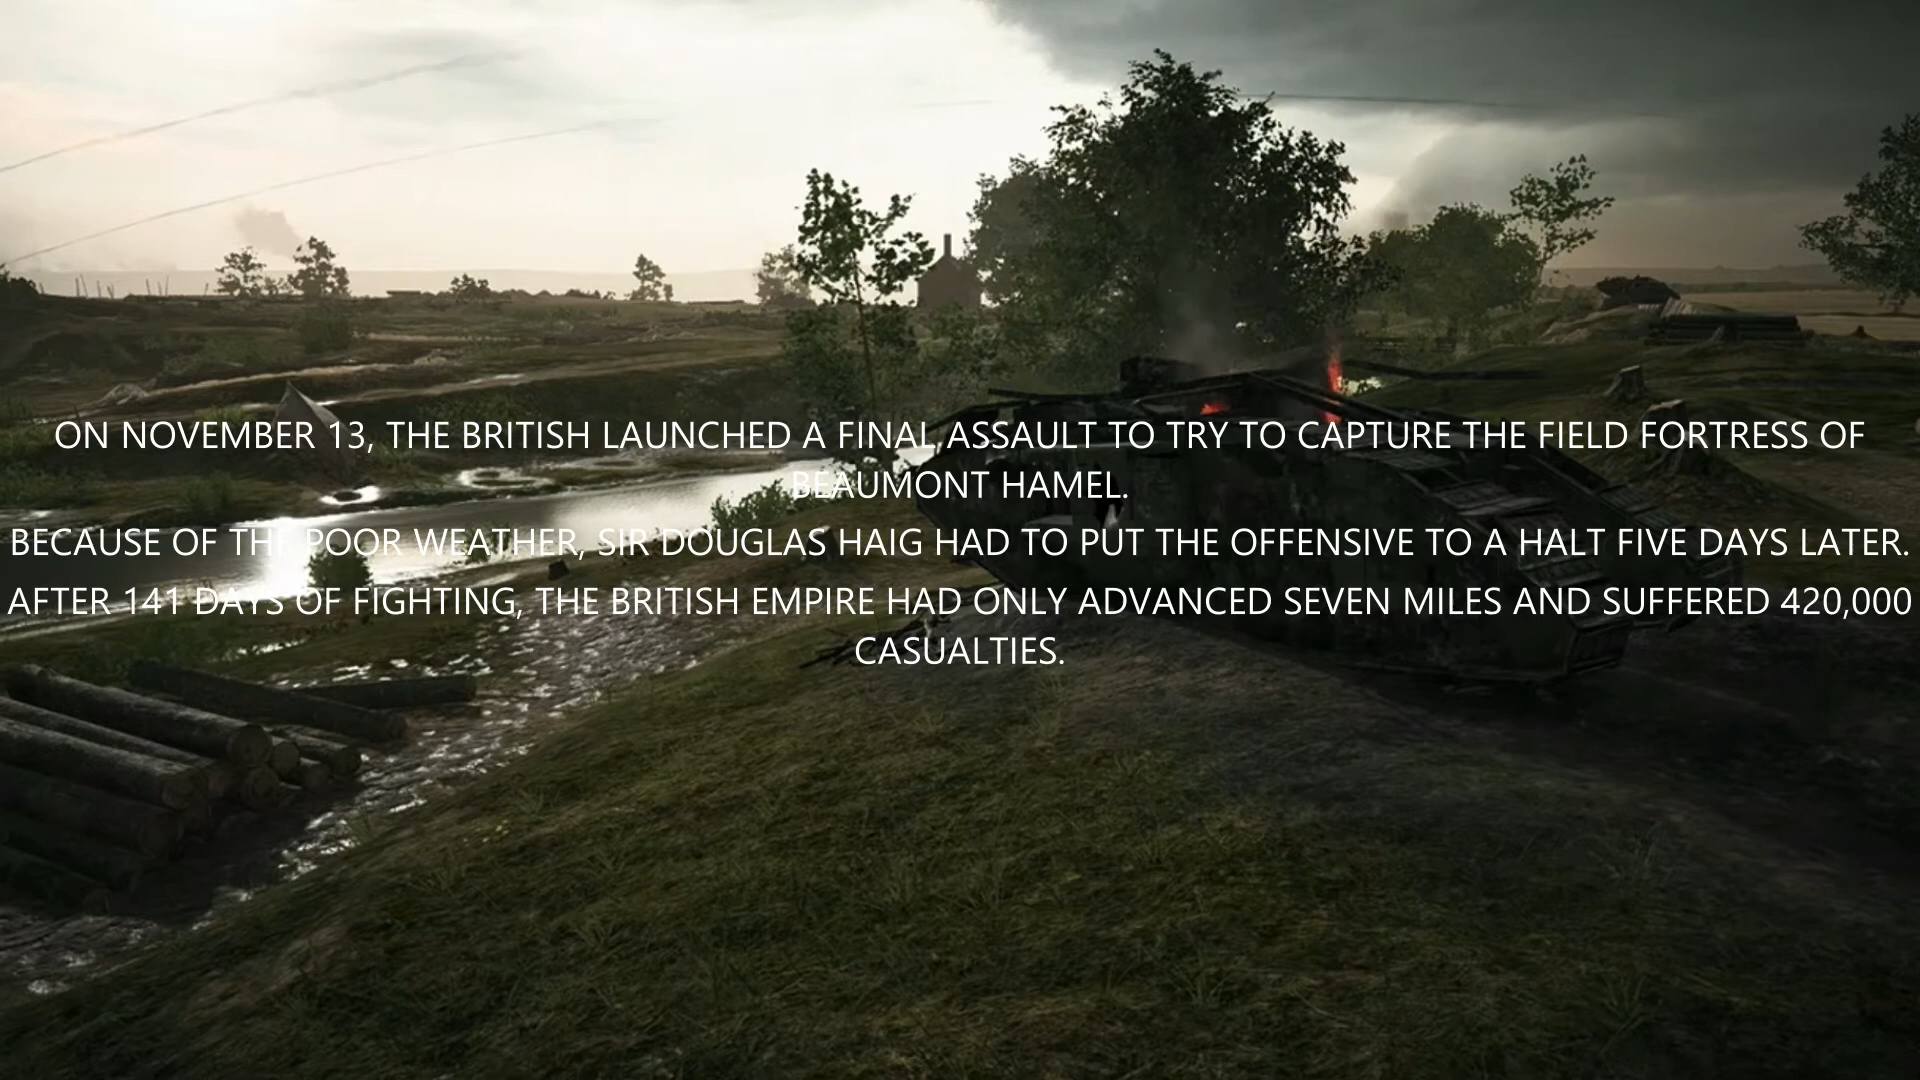 ON NOVEMBER 13, THE BRITISH LAUNCHED A FINAL ASSAULT TO TRY TO CAPTURE THE FIELD FORTRESS OF
BEAUMONT HAMEL.
BECAUSE OF THE POOR WEATHER, SIR DOUGLAS HAIG HAD TO PUT THE OFFENSIVE TO A HALT FIVE DAYS LATER.
AFTER 141 DAYS OF FIGHTING, THE BRITISH EMPIRE HAD ONLY ADVANCED SEVEN MILES AND SUFFERED 420,000
CASUALTIES.